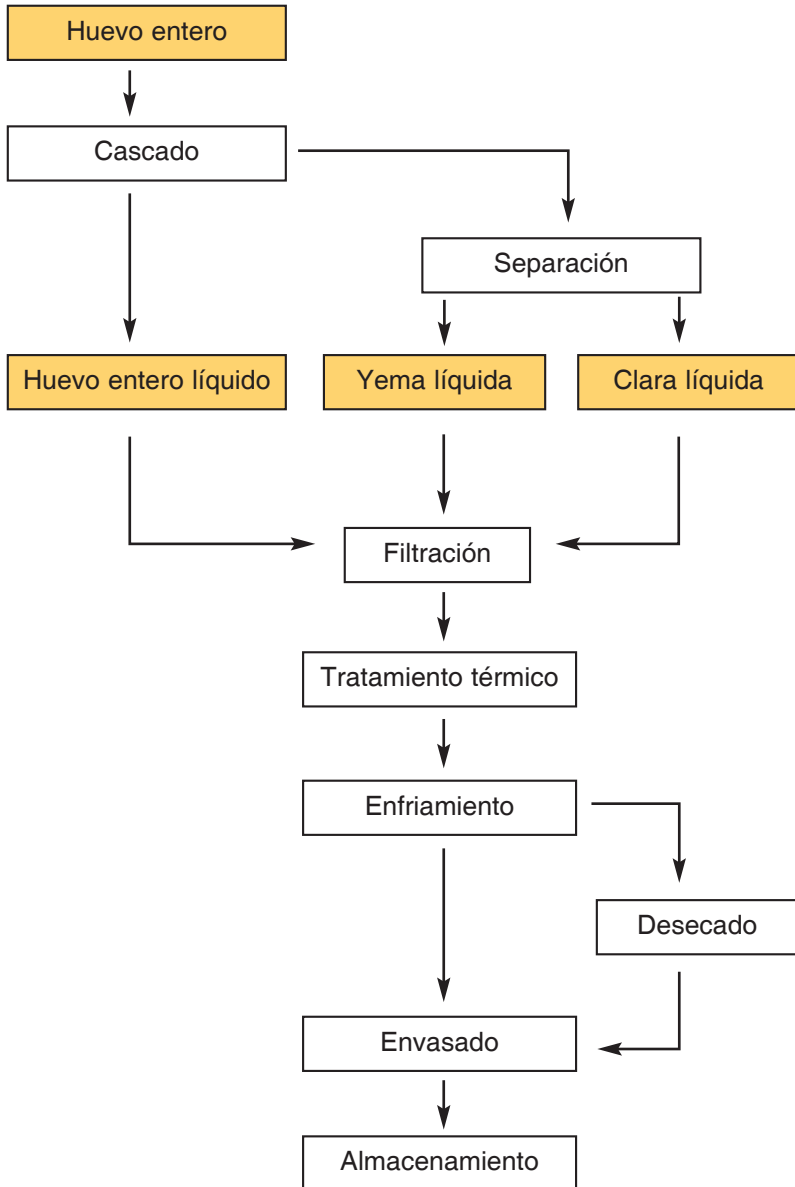 Huevo entero
Cascado
Separación
Huevo entero líquido
Yema líquida
Clara líquida
Filtración
Tratamiento térmico
Enfriamiento
Desecado
Envasado
Almacenamiento